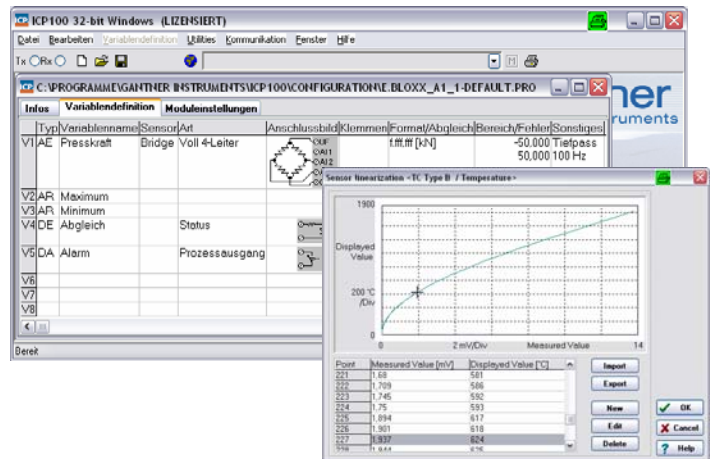 ICP100 32-bit Windows (LIZENSIERT)
Datei Bearbeiten Variablendefinition Utilities Kommunikation Fenster Hilfe
Tx Rx
C:\PROGRAMME\GANTNER INSTRUMENTS\ICP100\CONFIGURATION\E.BLOXX_A1_1-DEFAULT.PRO
Infos Variablendefinition Moduleinstellungen
Typ Variablenname Sensor Art Anschlussbild Klemmen Format/Abgleich Bereich/Fehler Sonstiges
V1 AE Presskraft Bridge Voll 4-Leiter f.fff.fff [kN] -50.000 Tiefpass
50,000 100 Hz
V2 AR Maximum
V3 AR Minimum
V4 DE Abgleich Status
V5 DA Alarm Prozessausgang
V6
V7
V8
Bereit
ner
ruments
Sensor linearization <TC Type B / Temperature>
1900
Displayed
Value
200 °C
/Div
0
0 2 mV/Div Measured Value 14
Point Measured Value [mV] Displayed Value [°C]
221 1,68 581
222 1,709 586
223 1,745 592
224 1,75 593
225 1,894 617
226 1,901 618
227 1,937 624
228 1,944 625
Import
Export
New
Edit
Delete
OK
Cancel
Help